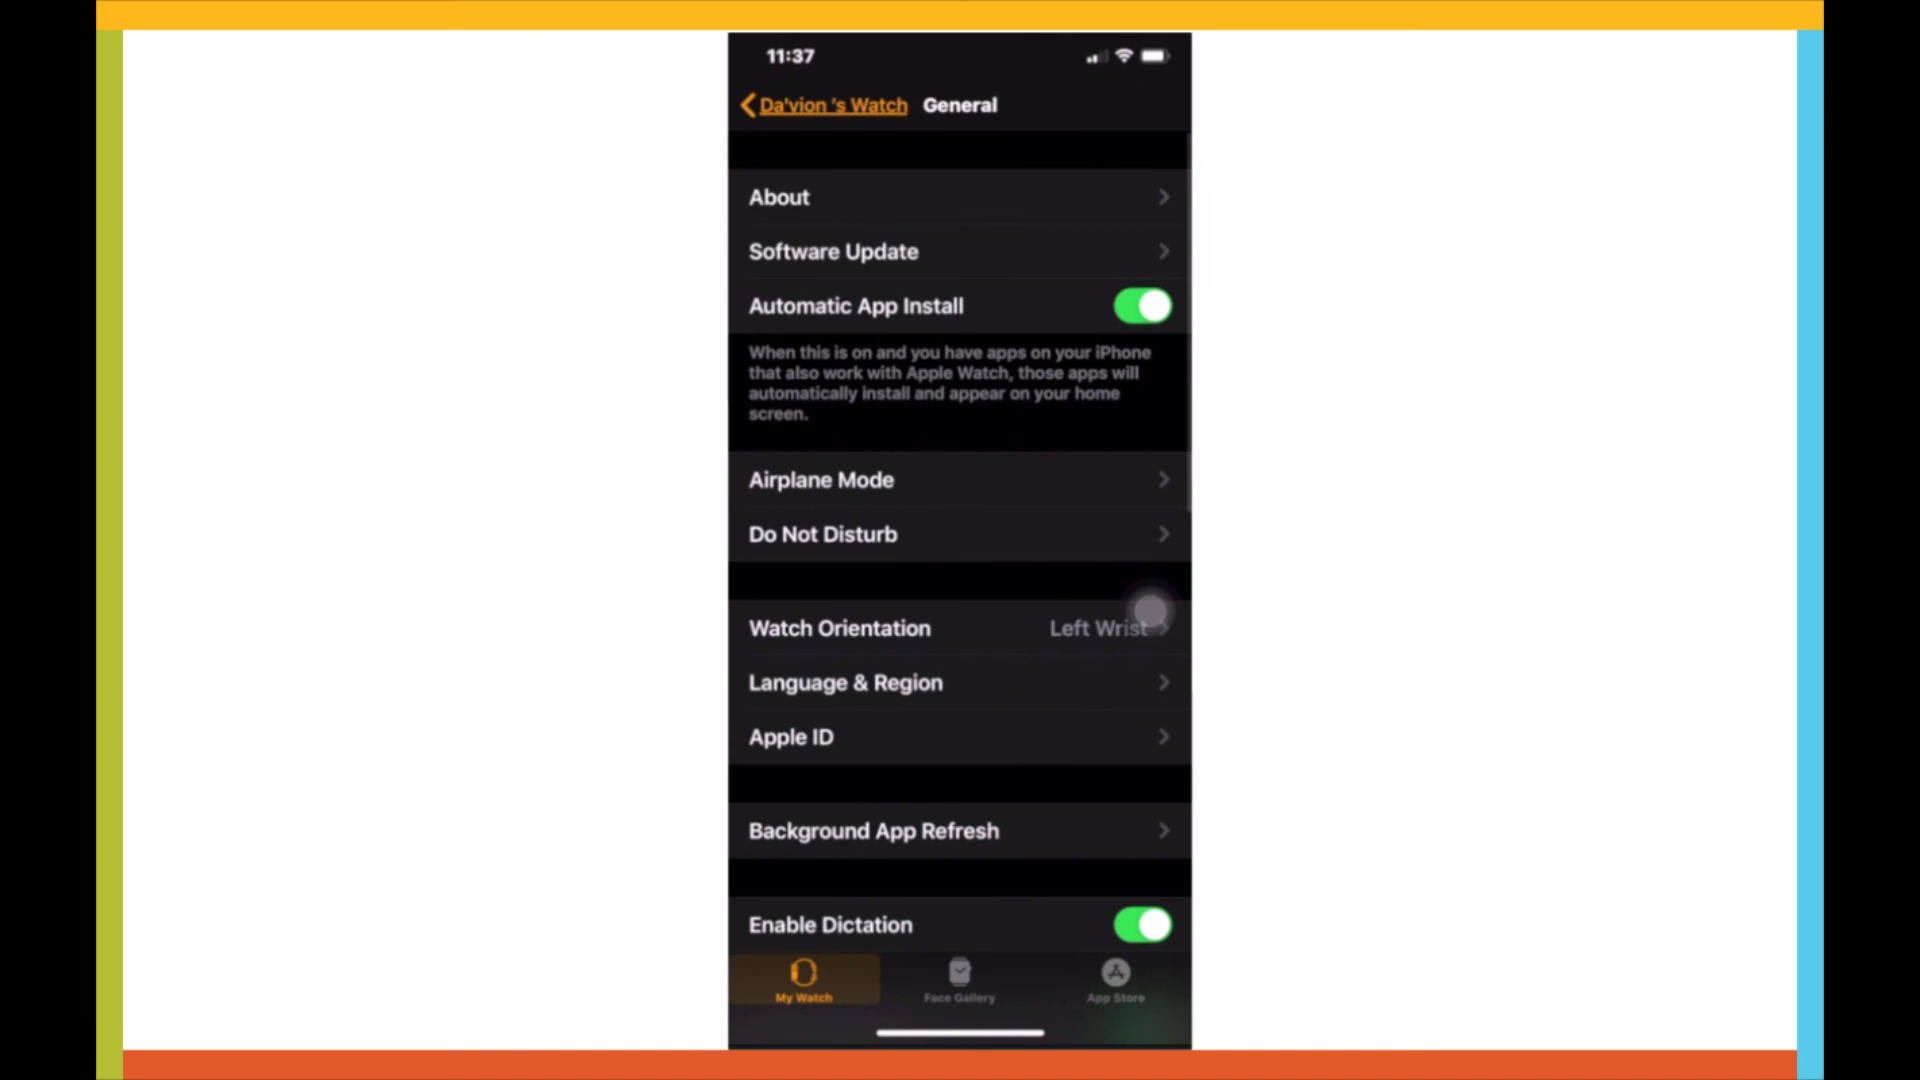 11:37
Da'vion 's Watch General
About
Software Update
Automatic App Install
When this is on and you have apps on your iPhone
that also work with Apple Watch, those apps will
automatically install and appear on your home
screen.
Airplane Mode
Do Not Disturb
Watch Orientation Left Wrist
Language & Region
Apple ID
Background App Refresh
Enable Dictation
My Watch Face Gallery App Store